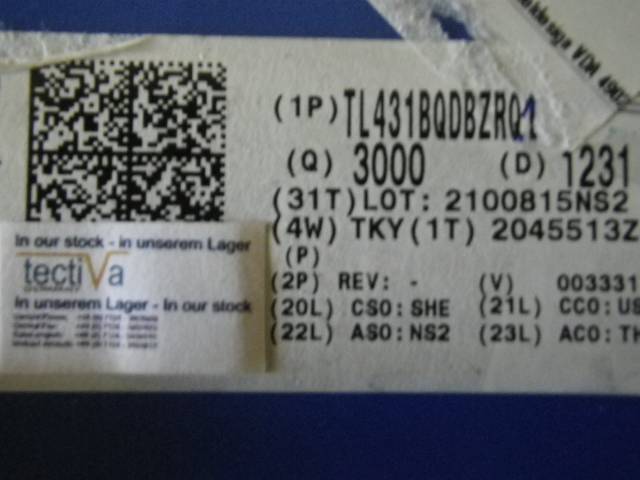 VDA 490
(1P) TL431BQDBZRQ1
(Q) 3000 (D) 1231
(31T) LOT: 2100815NS2
(4W) TKY (1T) 2045513Z
(P)
(2P) REV: - (V) 003331
(20L) CSO: SHE (21L) CCO: US
(22L) ASO: NS2 (23L) ACO: TH
In our stock - in unserem Lager
tectiVa
in unserem Lager - In our stock